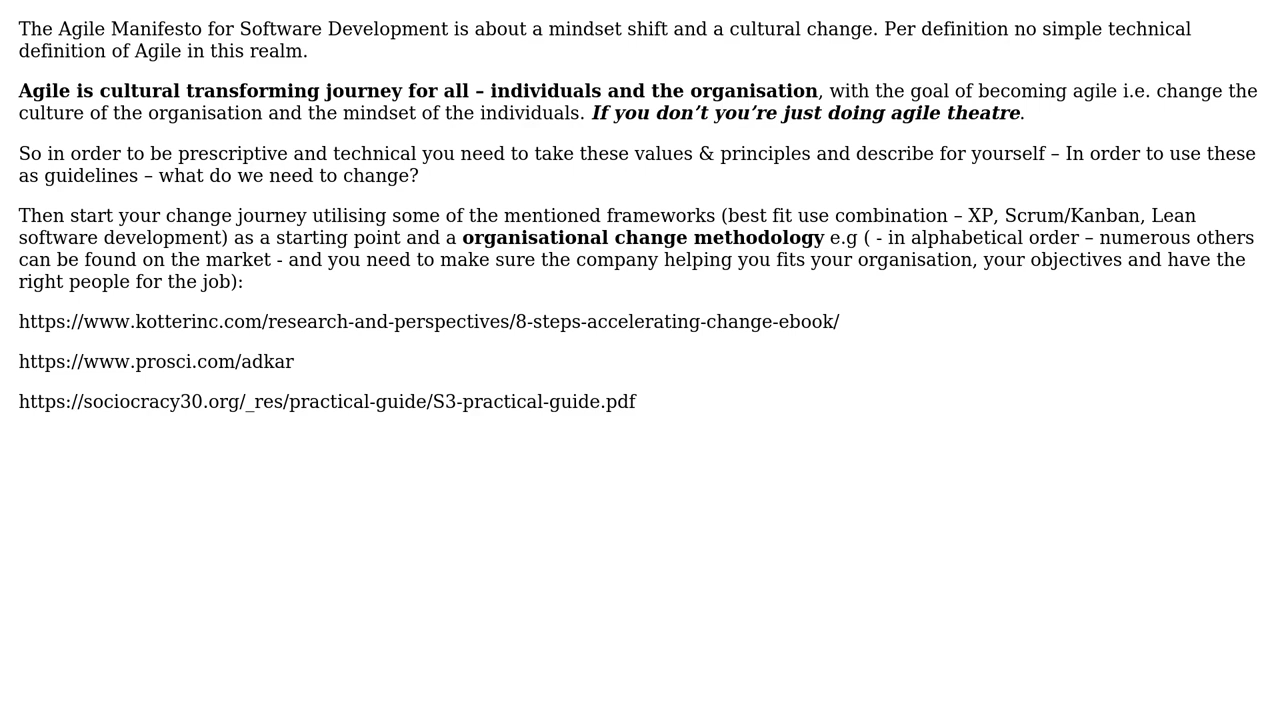 The Agile Manifesto for Software Development is about a mindset shift and a cultural change. Per definition no simple technical
definition of Agile in this realm.
Agile is cultural transforming journey for all – individuals and the organisation, with the goal of becoming agile i.e. change the
culture of the organisation and the mindset of the individuals. If you don’t you’re just doing agile theatre.
So in order to be prescriptive and technical you need to take these values & principles and describe for yourself – In order to use these
as guidelines – what do we need to change?
Then start your change journey utilising some of the mentioned frameworks (best fit use combination – XP, Scrum/Kanban, Lean
software development) as a starting point and a organisational change methodology e.g ( - in alphabetical order – numerous others
can be found on the market - and you need to make sure the company helping you fits your organisation, your objectives and have the
right people for the job):
https://www.kotterinc.com/research-and-perspectives/8-steps-accelerating-change-ebook/
https://www.prosci.com/adkar
https://sociocracy30.org/_res/practical-guide/S3-practical-guide.pdf